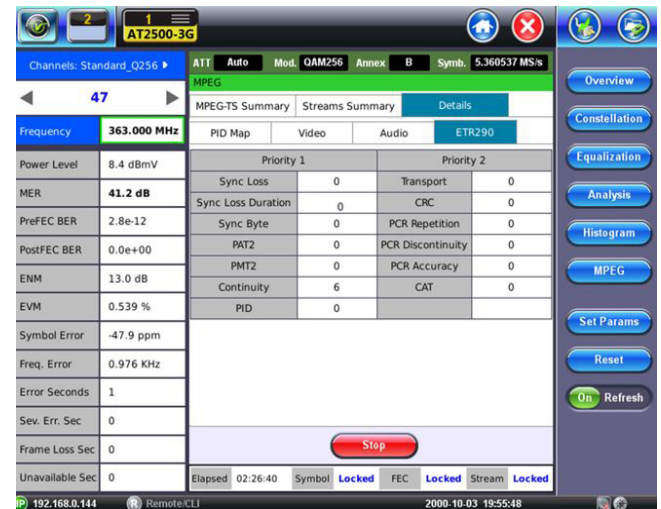 2
1
AT2500-3G
Channels: Standard_Q256
ATT Auto Mod. QAM256 Annex B Symb. 5.360537 MS/s
47
MPEG
MPEG-TS Summary Streams Summary Details
Frequency 363.000 MHz
PID Map Video Audio ETR290
Power Level 8.4 dBmV
MER 41.2 dB
PreFEC BER 2.8e-12
PostFEC BER 0.0e+00
ENM 13.0 dB
EVM 0.539 %
Symbol Error -47.9 ppm
Freq. Error 0.976 KHz
Error Seconds 1
Sev. Err. Sec 0
Frame Loss Sec 0
Unavailable Sec 0
Priority 1 Priority 2
Sync Loss 0 Transport 0
Sync Loss Duration 0 CRC 0
Sync Byte 0 PCR Repetition 0
PAT2 0 PCR Discontinuity 0
PMT2 0 PCR Accuracy 0
Continuity 6 CAT 0
PID 0
Stop
Elapsed 02:26:40 Symbol Locked FEC Locked Stream Locked
Overview
Constellation
Equalization
Analysis
Histogram
MPEG
Set Params
Reset
On Refresh
IP 192.168.0.144 R Remote/CLI 2000-10-03 19:55:48